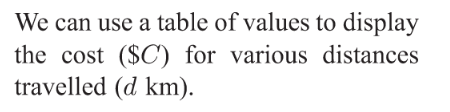 We can use a table of values to display
the cost ($C) for various distances
travelled (d km).